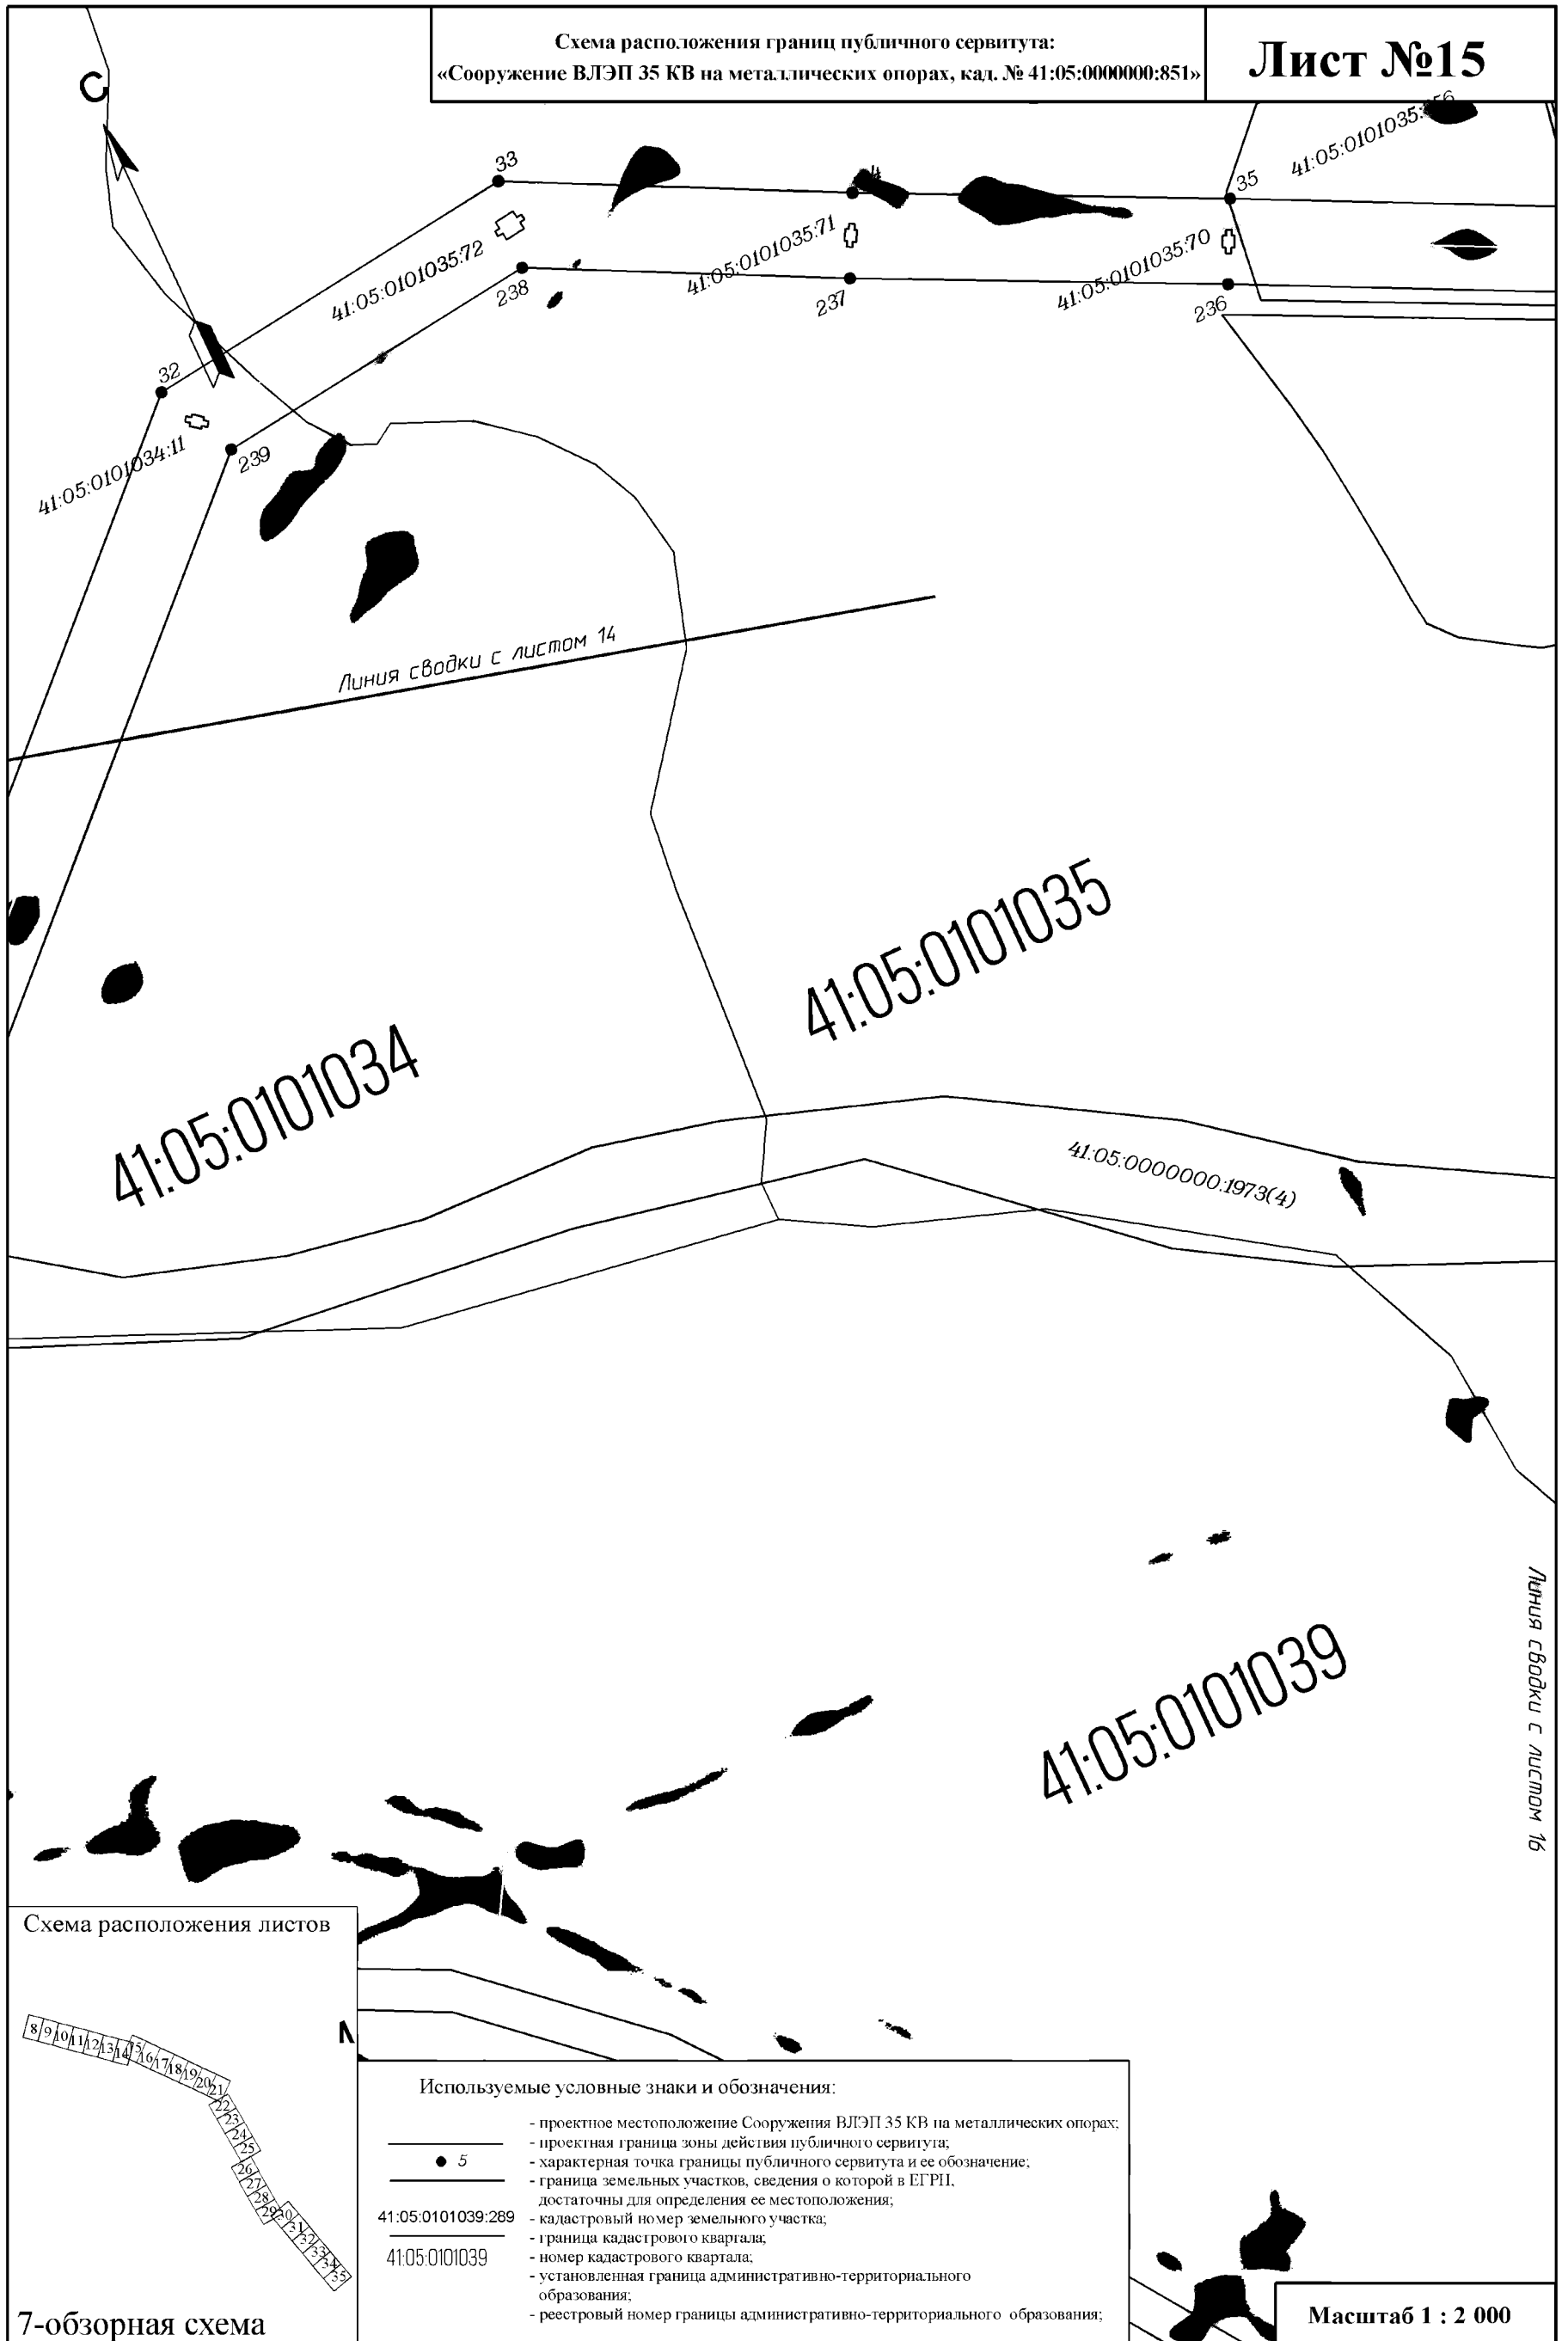 Схема расположения границ публичного сервитута:
«Сооружение ВЛЭП 35 КВ на металлических опорах, кад. № 41:05:0000000:851»
Лист №15
С
33
35
32
238
237
236
239
41:05:0101035:72
41:05:0101035:71
41:05:0101035:70
41:05:0101034:11
Линия сводки с листом 14
41:05:0101035
41:05:0101034
41:05:0000000:1973(4)
41:05:0101039
Линия сводки с листом 16
Схема расположения листов
8 9 10 11 12 13 14 15 16 17 18 19 20 21
22
23
24
25
26
27
28
29 30
31
32
33
34
35
7-обзорная схема
Используемые условные знаки и обозначения:
- проектное местоположение Сооружения ВЛЭП 35 КВ на металлических опорах;
- проектная граница зоны действия публичного сервитута;
5 - характерная точка границы публичного сервитута и ее обозначение;
- граница земельных участков, сведения о которой в ЕГРН,
достаточны для определения ее местоположения;
41:05:0101039:289 - кадастровый номер земельного участка;
- граница кадастрового квартала;
41:05:0101039 - номер кадастрового квартала;
- установленная граница административно-территориального
образования;
- реестровый номер границы административно-территориального образования;
Масштаб 1 : 2 000